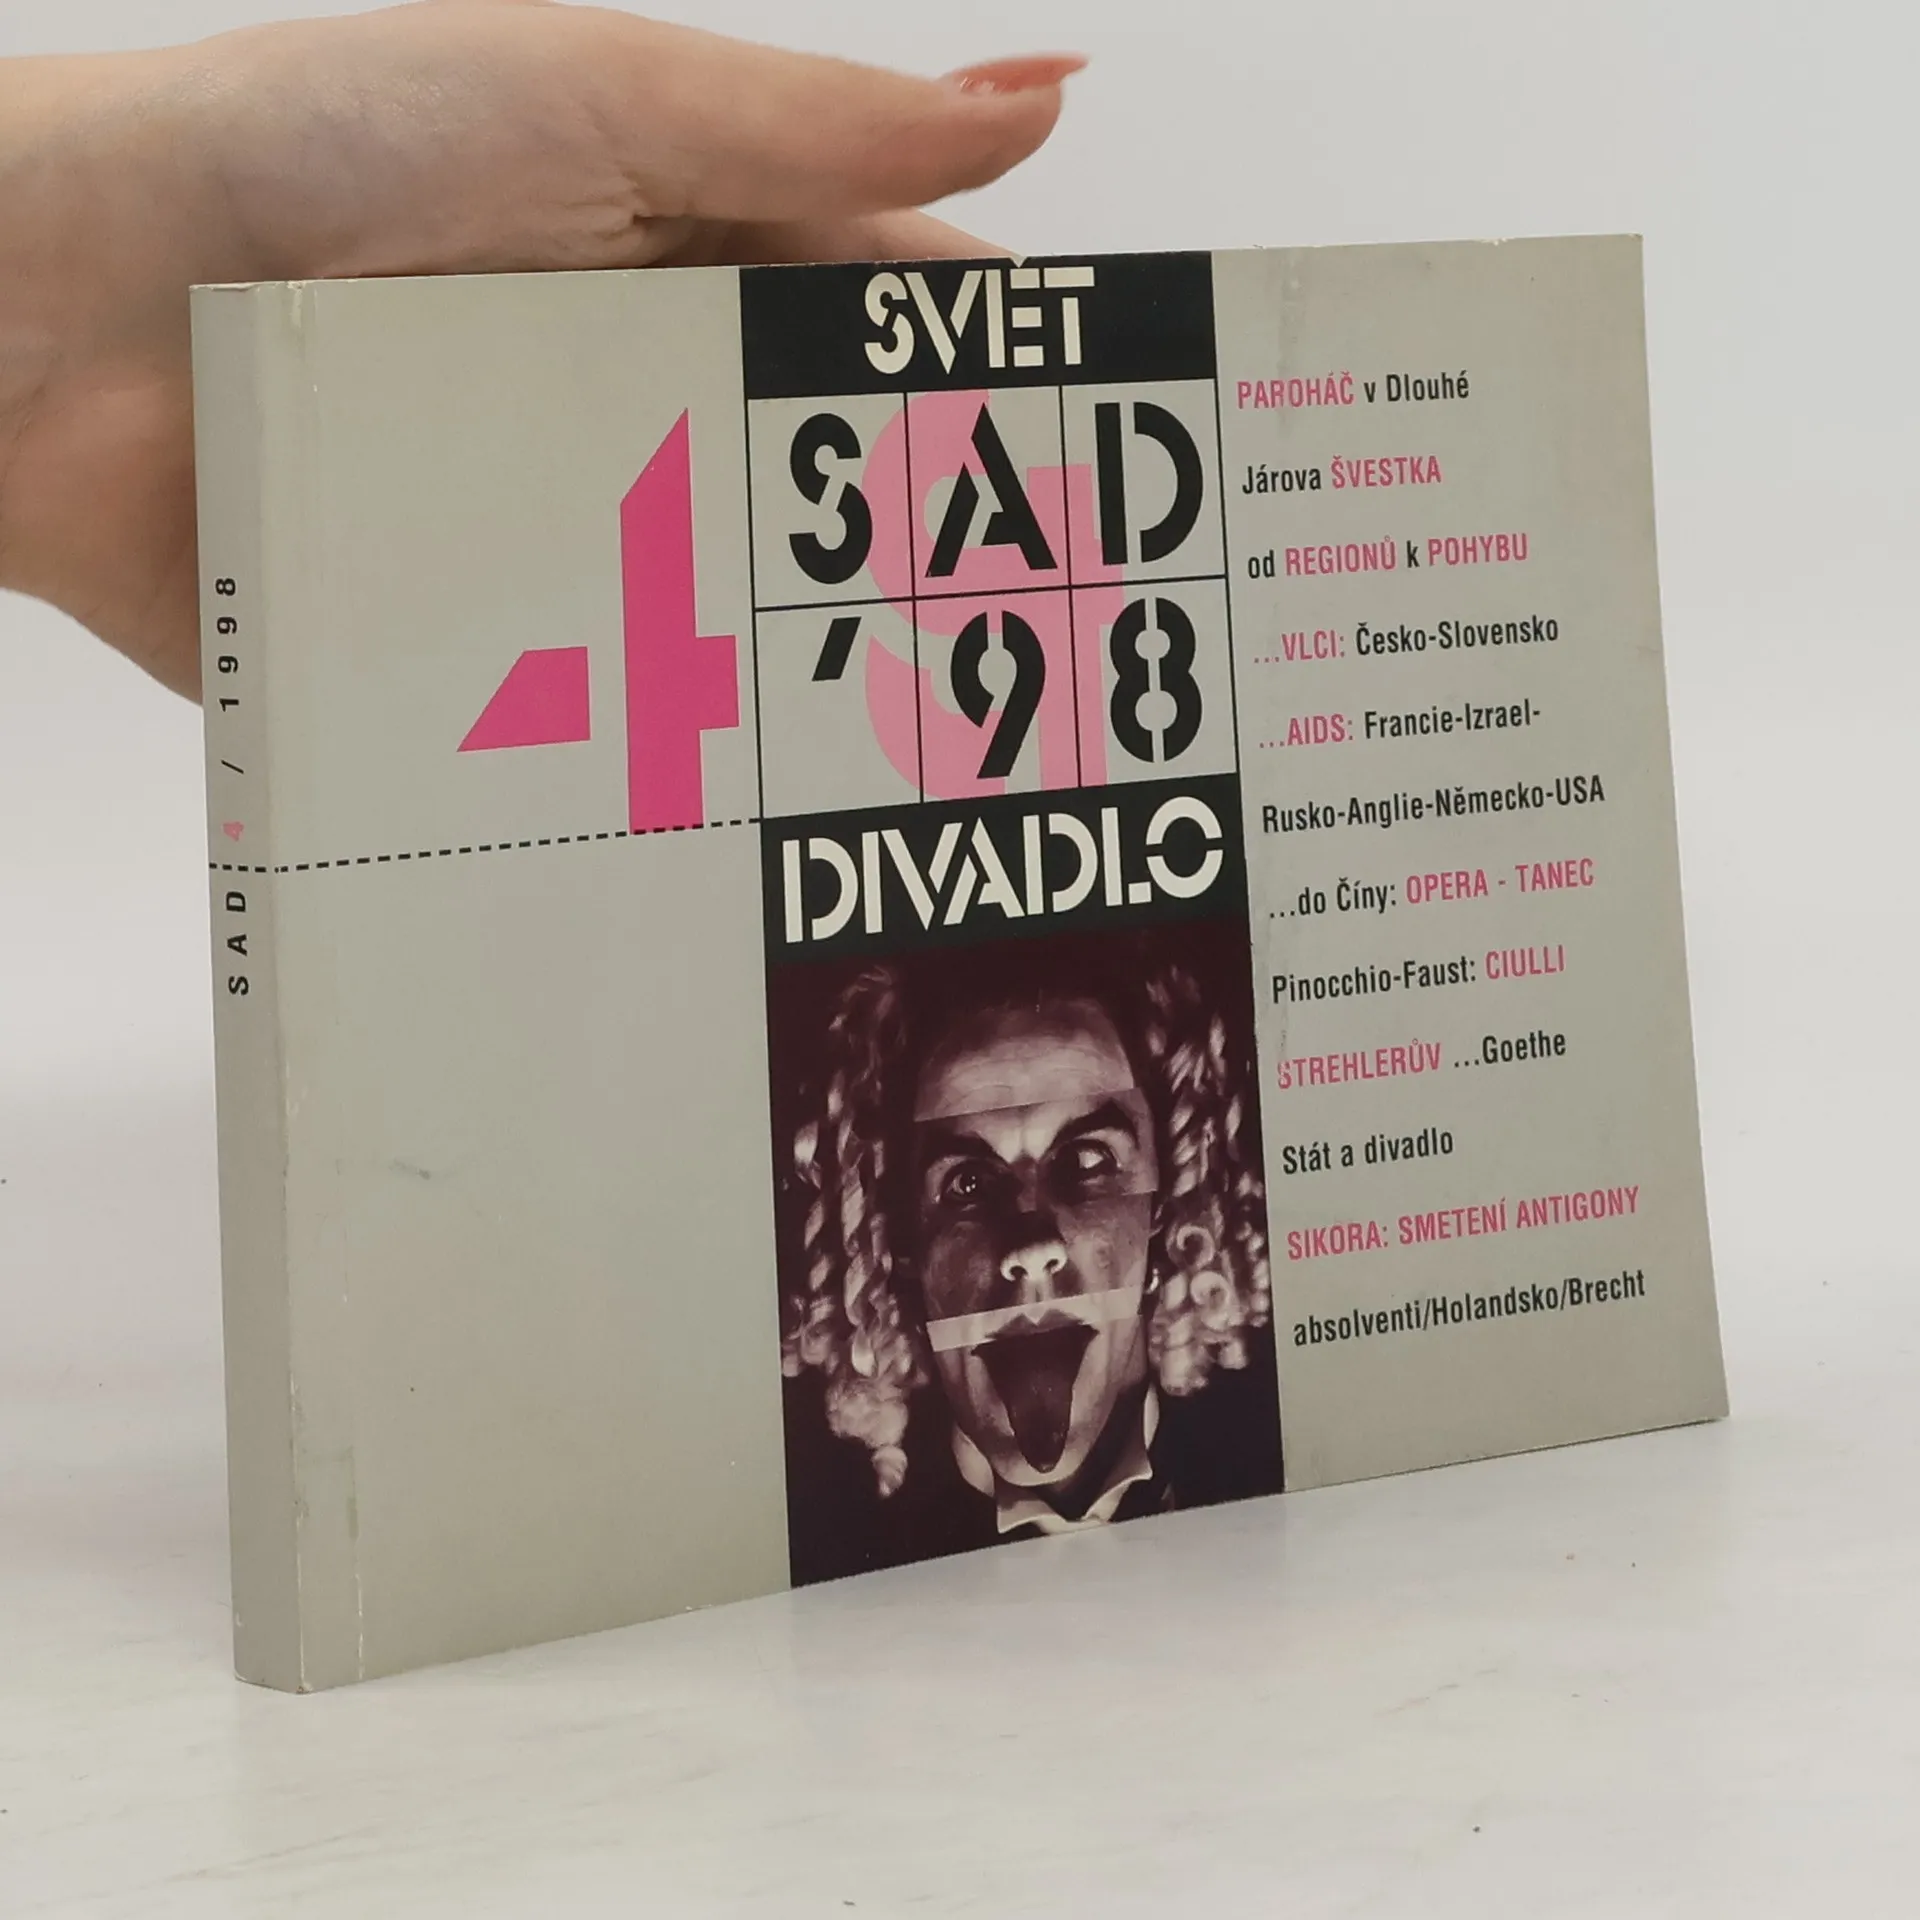 SAD 4 / 1998
4
SVĚT
SAD
'98
DIVADLO
PAROHÁČ v Dlouhé
Járova ŠVESTKA
od REGIONŮ k POHYBU
...VLCI: Česko-Slovensko
...AIDS: Francie-Izrael-
Rusko-Anglie-Německo-USA
...do Číny: OPERA - TANEC
Pinocchio-Faust: CIULLI
STREHLERŮV ...Goethe
Stát a divadlo
SIKORA: SMETENÍ ANTIGONY
absolventi/Holandsko/Brecht